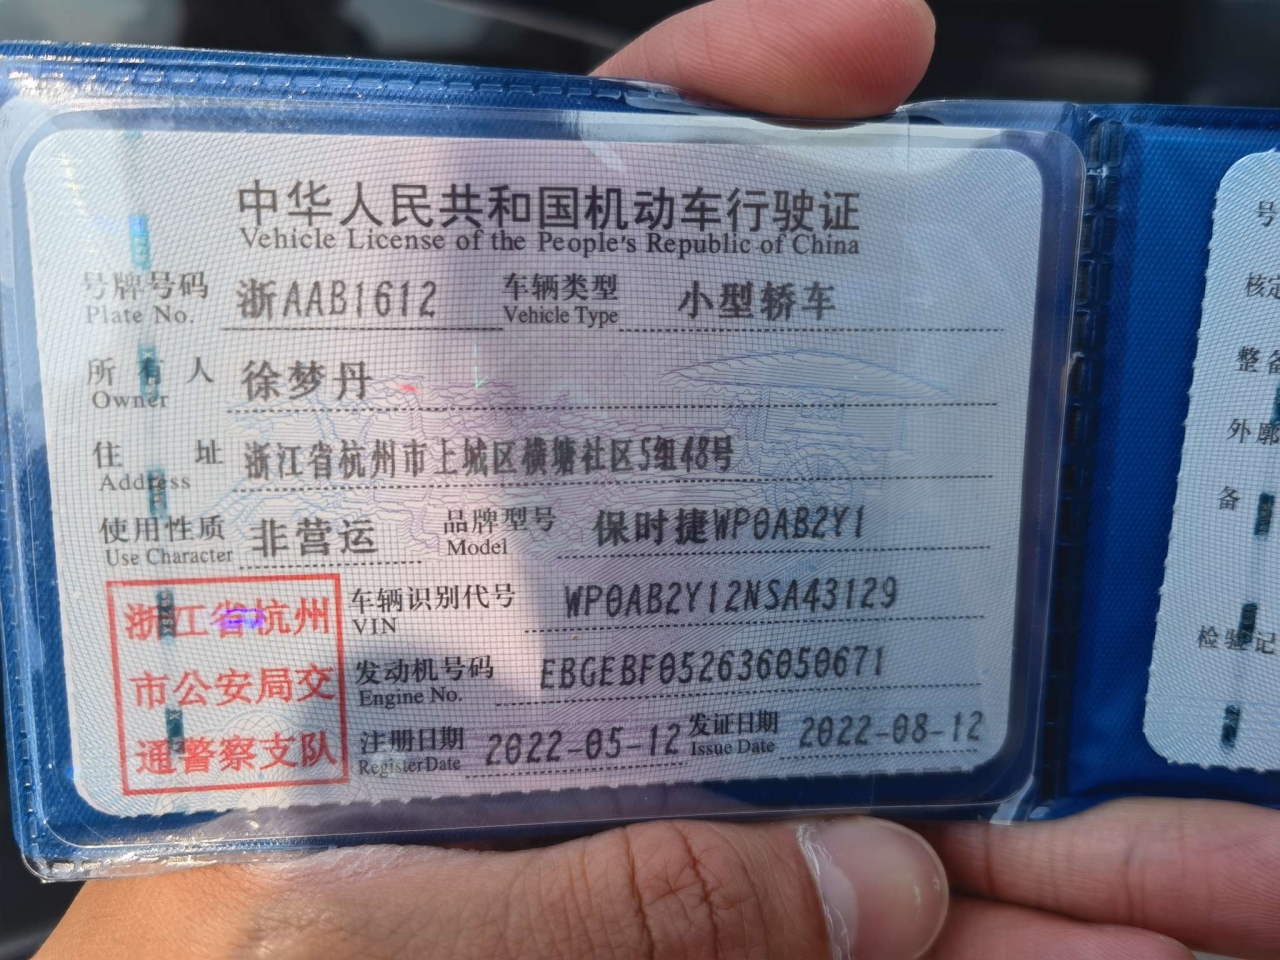 中华人民共和国机动车行驶证
Vehicle License of the People's Republic of China
号牌号码 浙AAB1612 车辆类型 小型轿车
Plate No. Vehicle Type
所有人 徐梦丹
Owner
住址 浙江省杭州市上城区横塘社区5组48号
Address
使用性质 非营运 品牌型号 保时捷WP0AB2Y1
Use Character Model
车辆识别代号 WP0AB2Y12NSA43129
VIN
发动机号码 EBGEBF052636050671
Engine No.
注册日期 2022-05-12 发证日期 2022-08-12
Register Date Issue Date
浙江省杭州
市公安局交
通警察支队
号
核定
整备
外廓
备
检验记